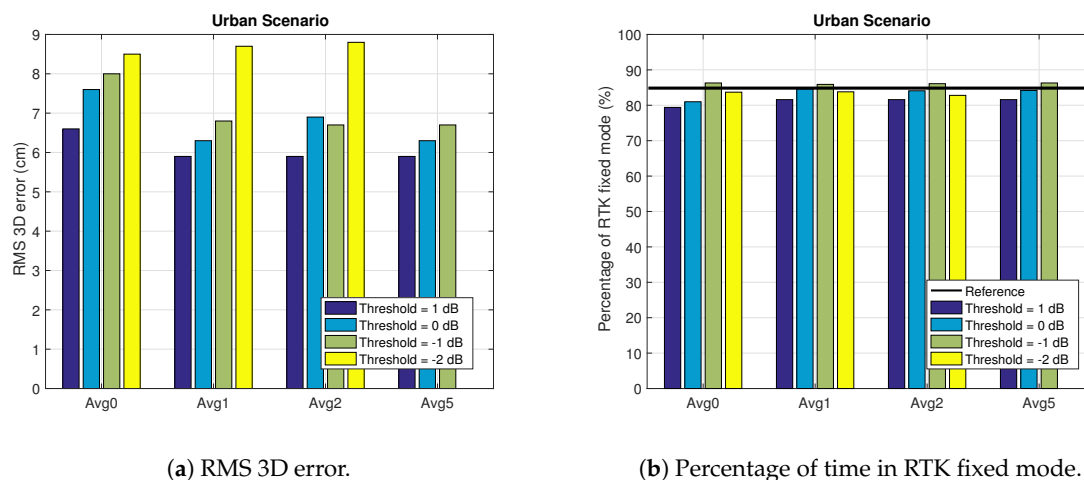 Urban Scenario
9
8
7
6
5
4
3
2
1
0
RMS 3D error (cm)
Avg0 Avg1 Avg2 Avg5
Threshold = 1 dB
Threshold = 0 dB
Threshold = -1 dB
Threshold = -2 dB
(a) RMS 3D error.
Urban Scenario
100
90
80
70
60
50
40
30
20
10
0
Percentage of RTK fixed mode (%)
Avg0 Avg1 Avg2 Avg5
Reference
Threshold = 1 dB
Threshold = 0 dB
Threshold = -1 dB
Threshold = -2 dB
(b) Percentage of time in RTK fixed mode.